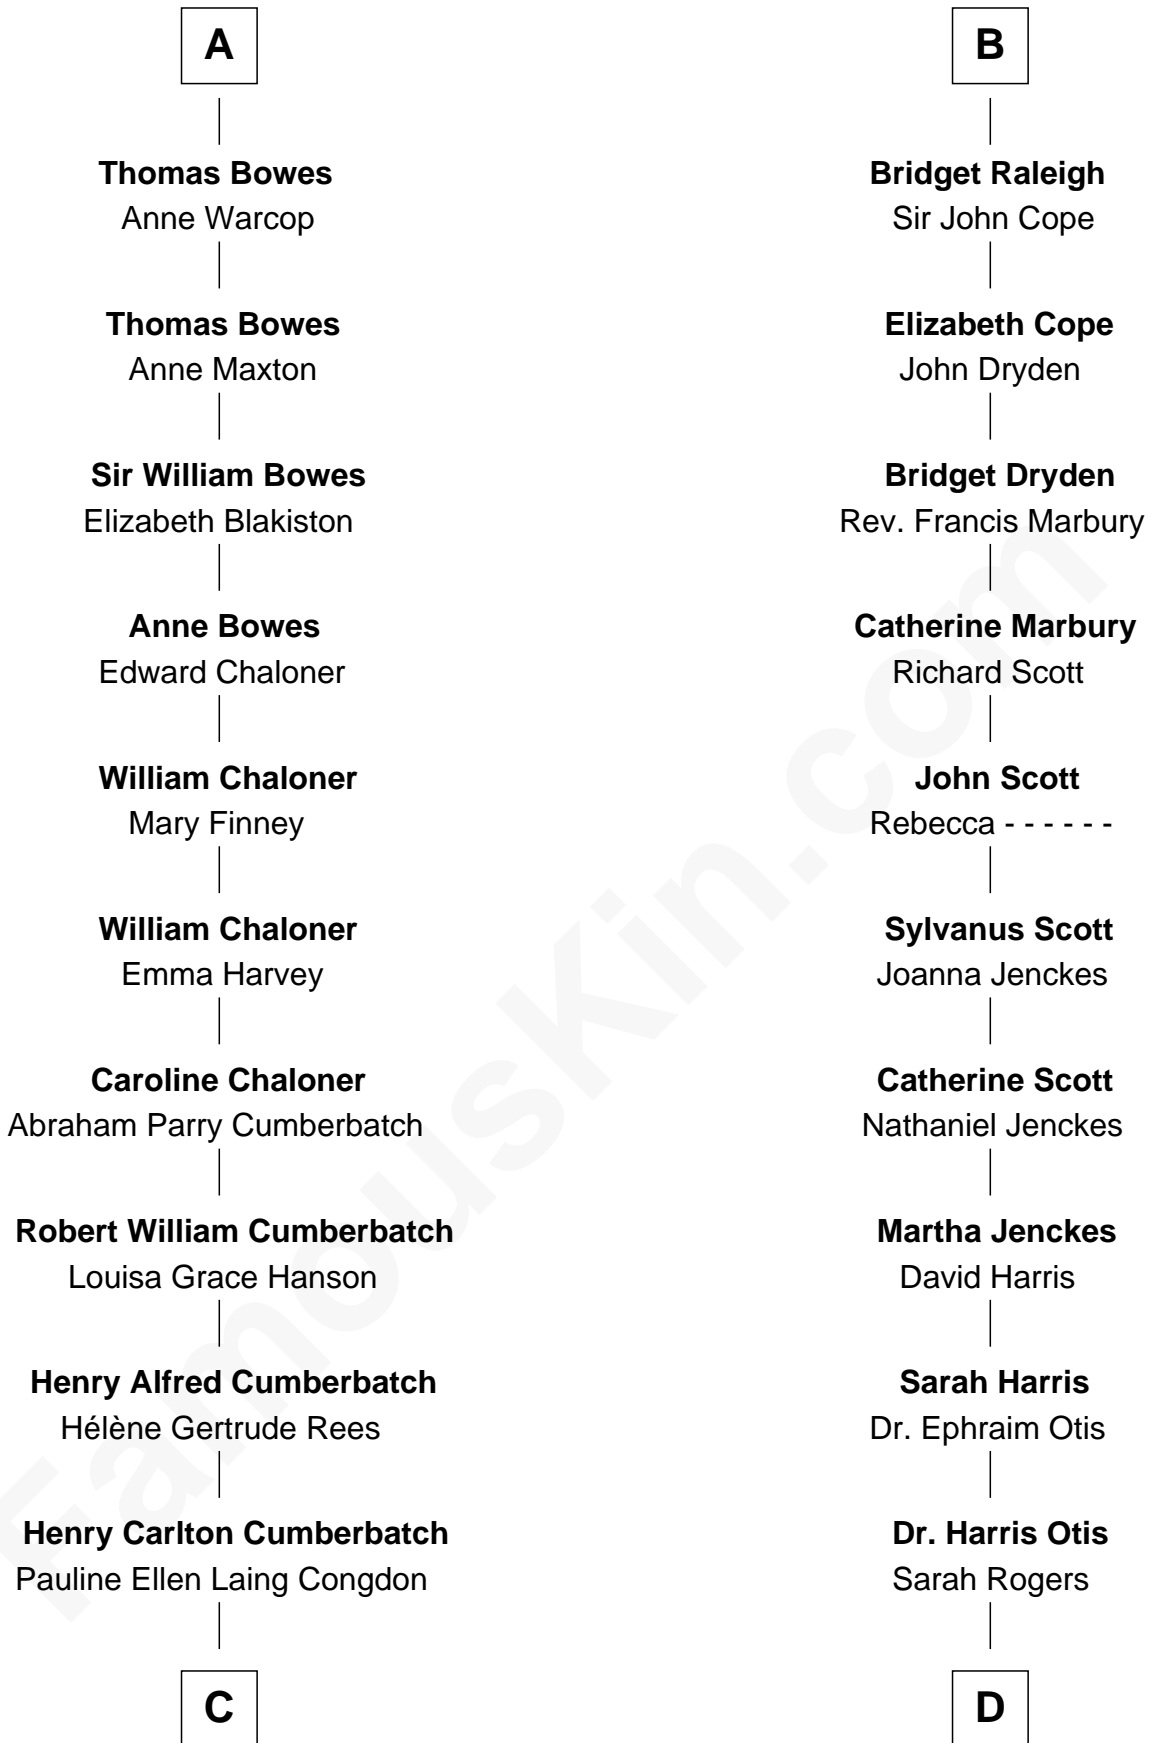 A
Thomas Bowes
Anne Warcop
Thomas Bowes
Anne Maxton
Sir William Bowes
Elizabeth Blakiston
Anne Bowes
Edward Chaloner
William Chaloner
Mary Finney
William Chaloner
Emma Harvey
Caroline Chaloner
Abraham Parry Cumberbatch
Robert William Cumberbatch
Louisa Grace Hanson
Henry Alfred Cumberbatch
Hélène Gertrude Rees
Henry Carlton Cumberbatch
Pauline Ellen Laing Congdon
C
B
Bridget Raleigh
Sir John Cope
Elizabeth Cope
John Dryden
Bridget Dryden
Rev. Francis Marbury
Catherine Marbury
Richard Scott
John Scott
Rebecca - - - - - -
Sylvanus Scott
Joanna Jenckes
Catherine Scott
Nathaniel Jenckes
Martha Jenckes
David Harris
Sarah Harris
Dr. Ephraim Otis
Dr. Harris Otis
Sarah Rogers
D
FamousKin.com